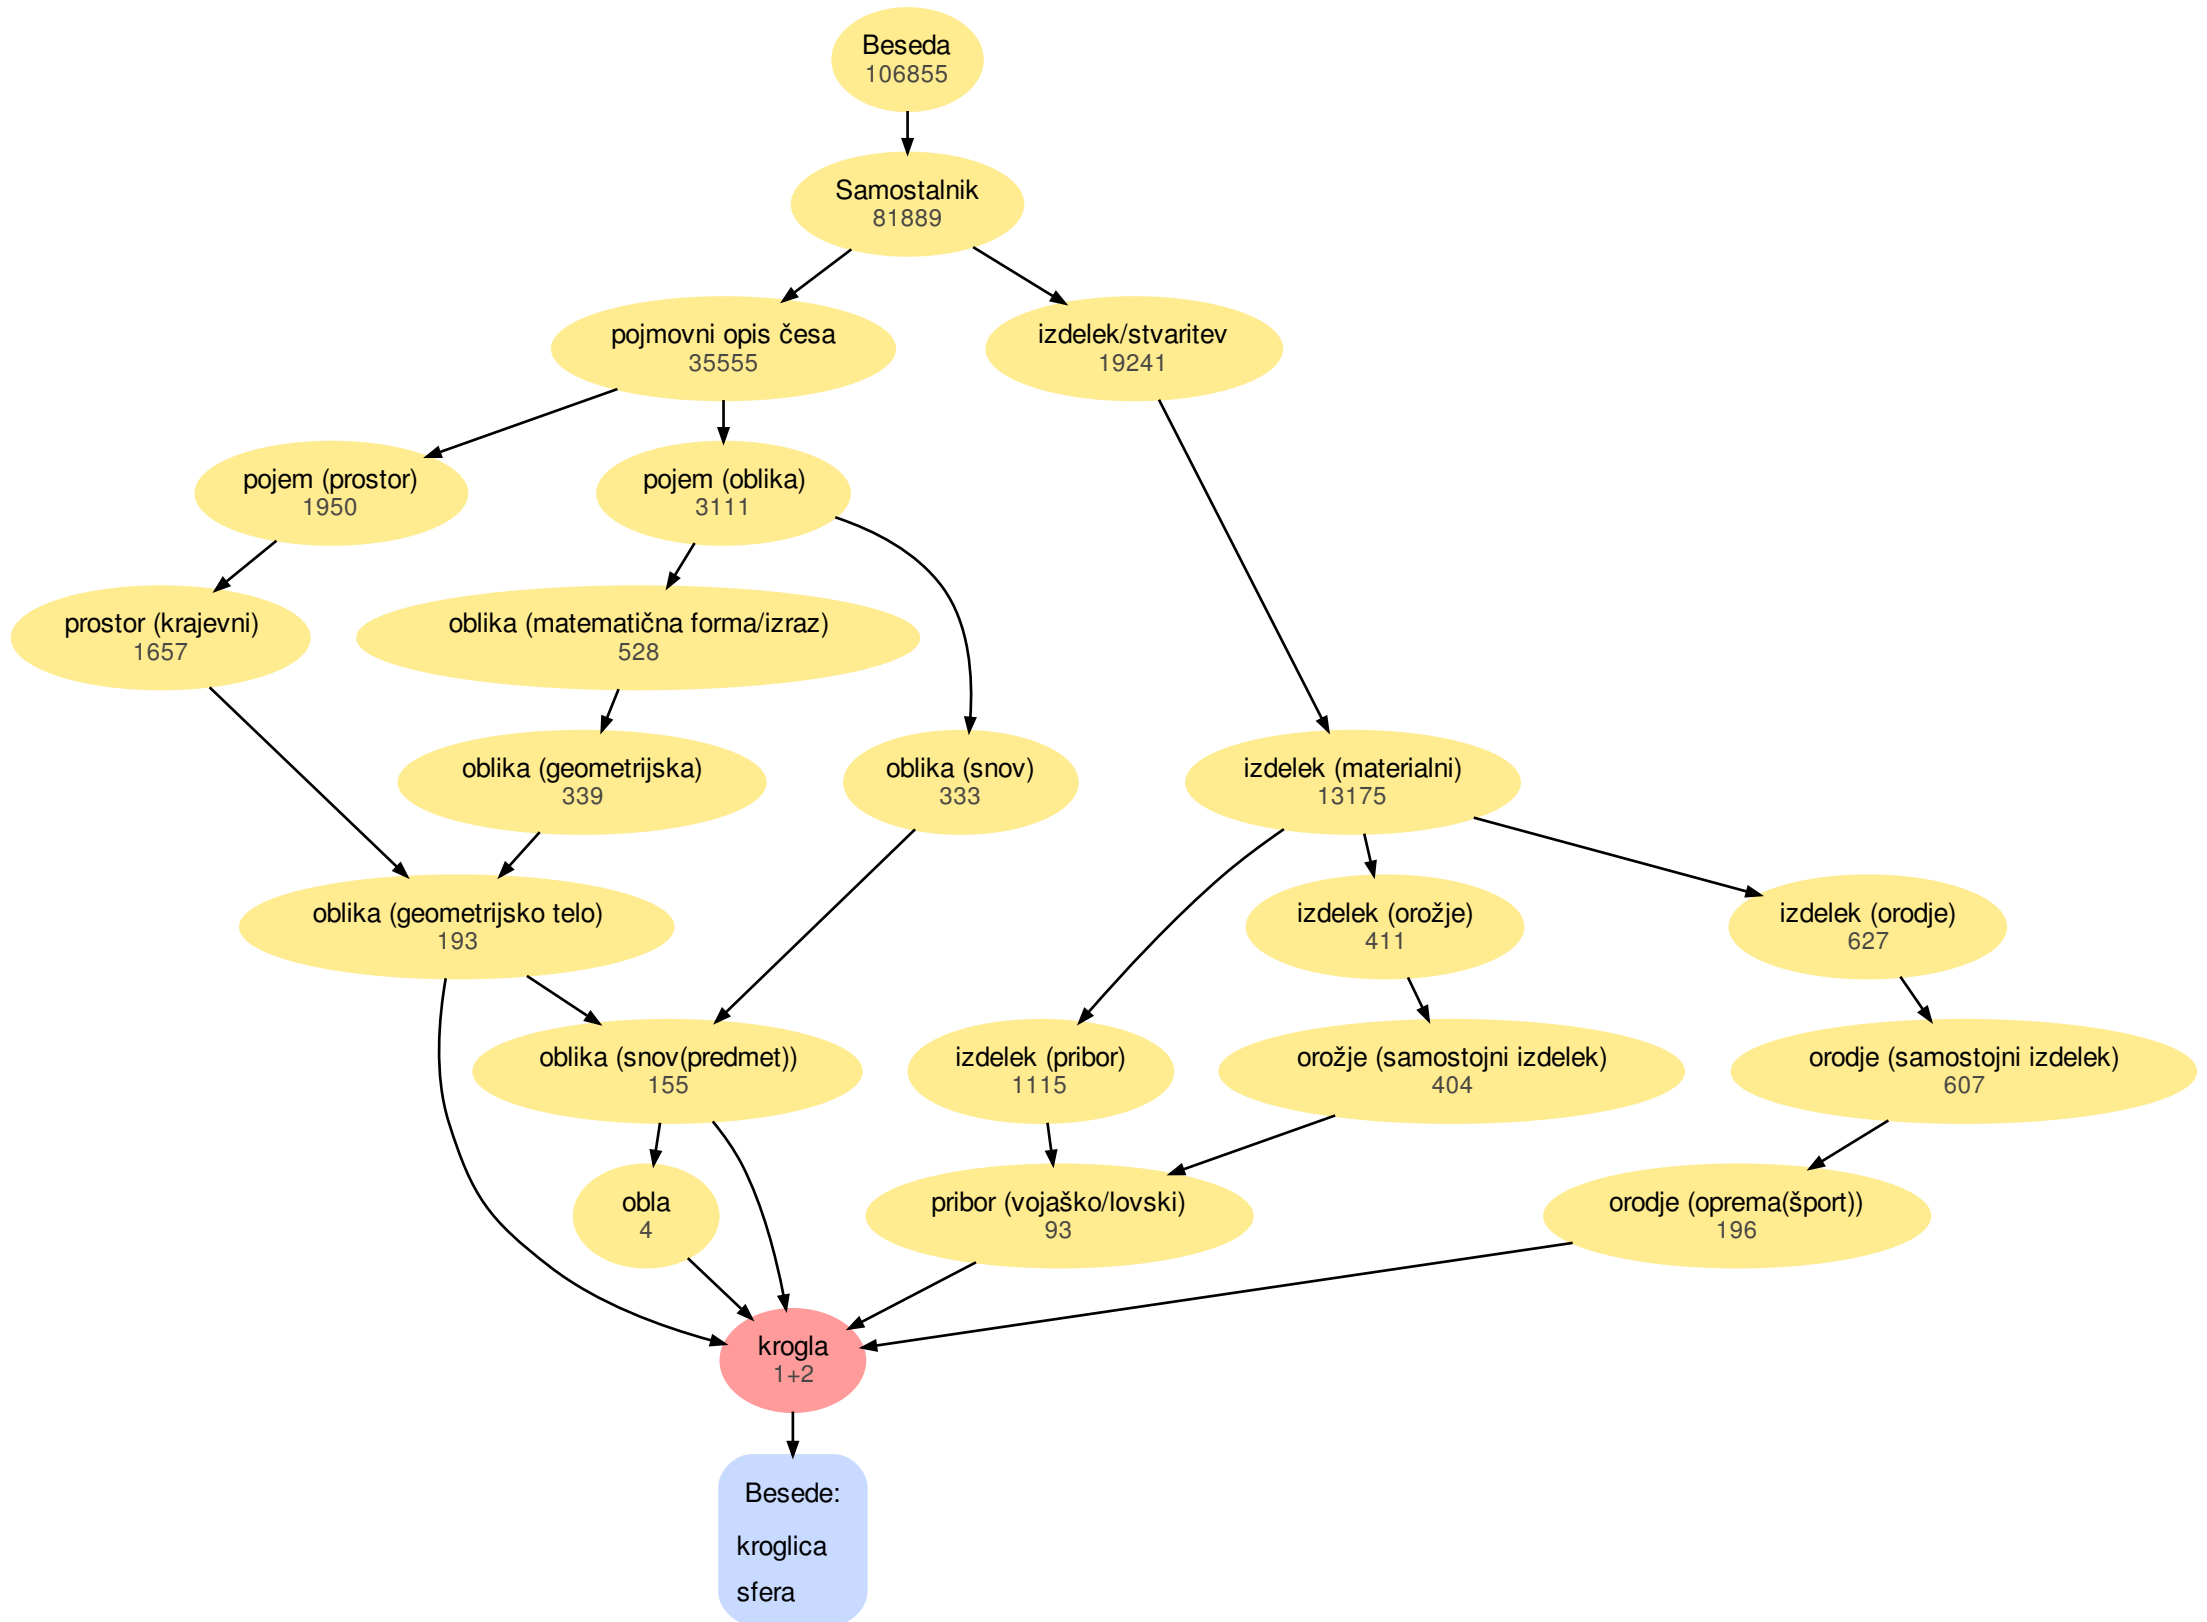 Beseda
106855
Samostalnik
81889
pojmovni opis česa
35555
izdelek/stvaritev
19241
pojem (prostor)
1950
pojem (oblika)
3111
prostor (krajevni)
1657
oblika (matematična forma/izraz)
528
oblika (geometrijska)
339
oblika (snov)
333
izdelek (materialni)
13175
oblika (geometrijsko telo)
193
izdelek (orožje)
411
izdelek (orodje)
627
oblika (snov(predmet))
155
izdelek (pribor)
1115
orožje (samostojni izdelek)
404
orodje (samostojni izdelek)
607
obla
4
pribor (vojaško/lovski)
93
orodje (oprema(šport))
196
krogla
1+2
Besede:
kroglica
sfera